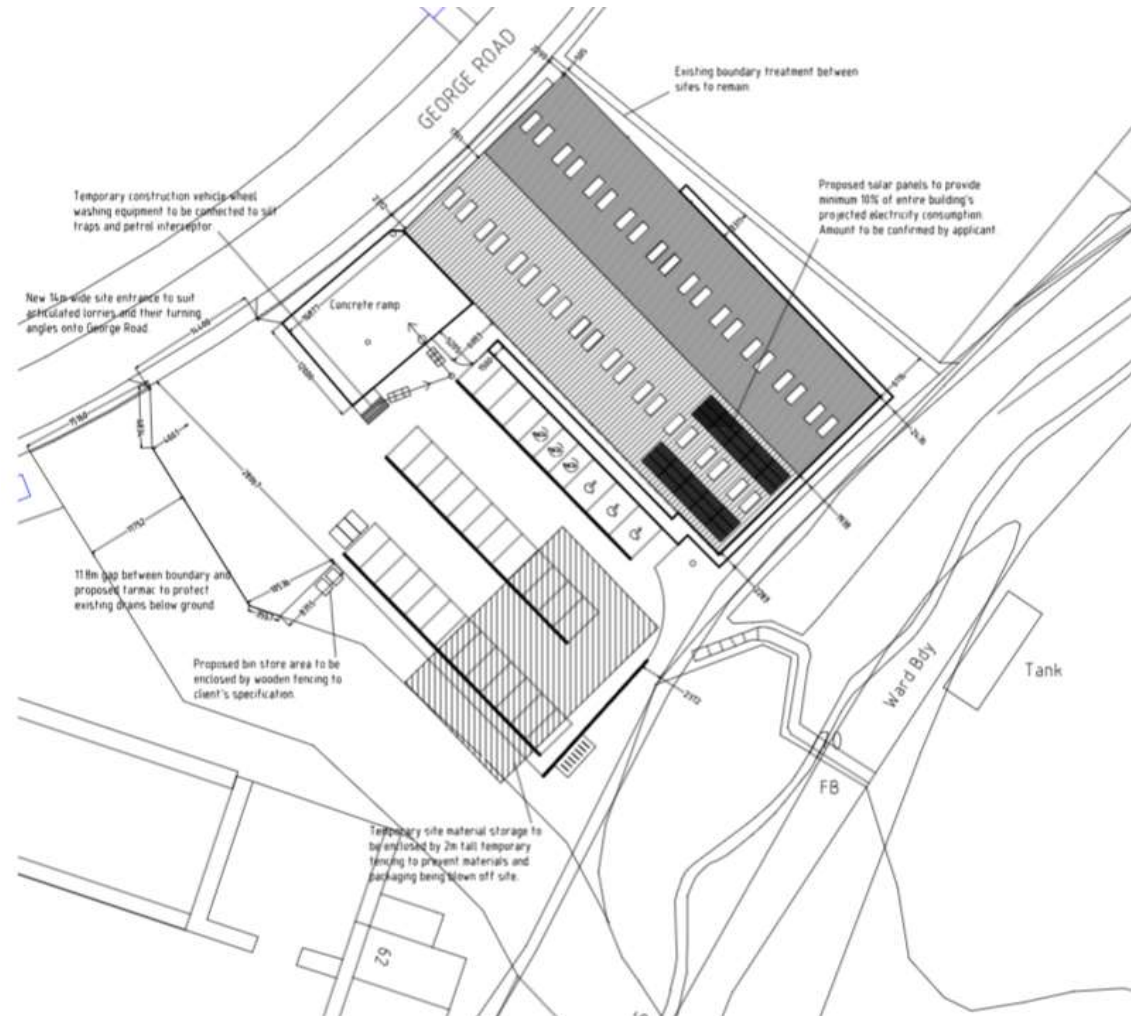 GEORGE ROAD
Existing boundary treatment between
sites to remain
Temporary construction vehicle wheel
washing equipment to be connected to silt
traps and petrol interceptor
Proposed solar panels to provide
minimum 10% of entire building's
projected electricity consumption.
Amount to be confirmed by applicant
New 14m wide site entrance to suit
articulated lorries and their turning
angles onto George Road
Concrete ramp
14400
15160
28967
11752
11.8m gap between boundary and
proposed tarmac to protect
existing drains below ground
Proposed bin store area to be
enclosed by wooden fencing to
client's specification
2372
Ward Bdy
Tank
FB
Temporary site material storage to
be enclosed by 2m tall temporary
fencing to prevent materials and
packaging being blown off site.
62